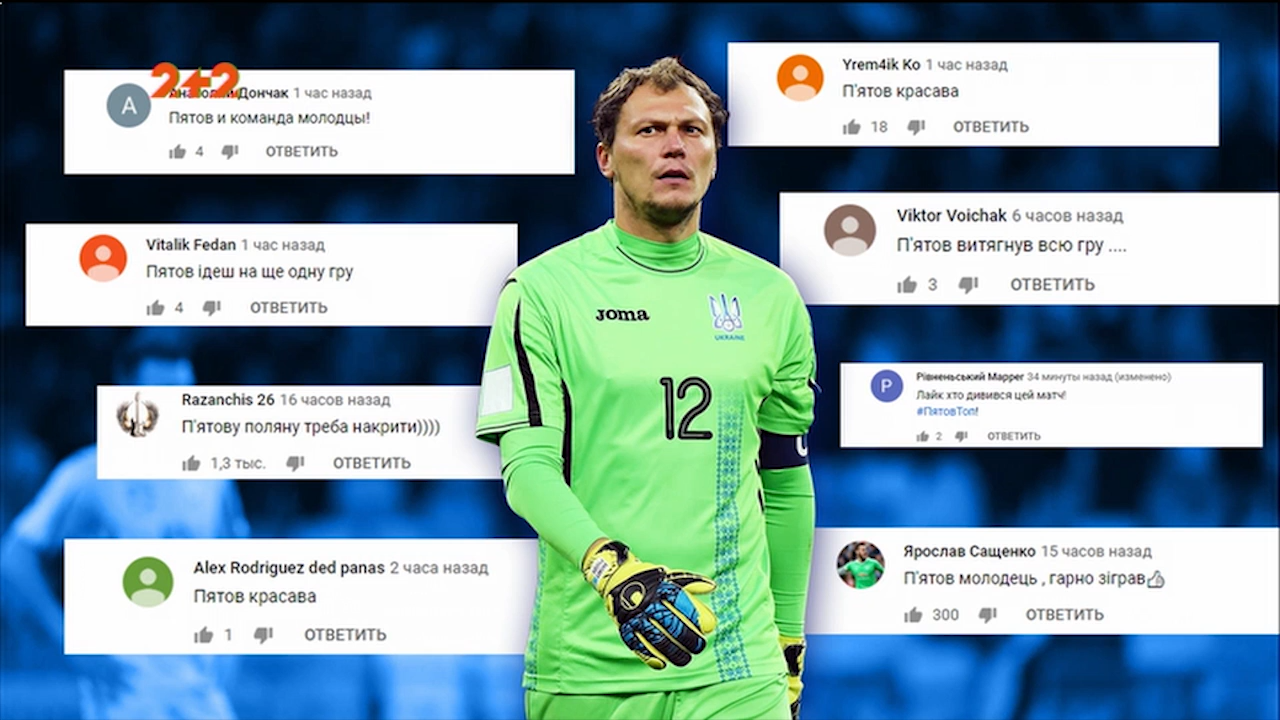 2+2
Анатолий Дончак 1 час назад
Пятов и команда молодцы!
4 ОТВЕТИТЬ
Vitalik Fedan 1 час назад
Пятов ідеш на ще одну гру
4 ОТВЕТИТЬ
Razanchis 26 16 часов назад
П'ятову поляну треба накрити))))
1,3 тыс. ОТВЕТИТЬ
Alex Rodriguez ded panas 2 часа назад
Пятов красава
1 ОТВЕТИТЬ
joma
UKRAINE
12
Yrem4ik Ko 1 час назад
П'ятов красава
18 ОТВЕТИТЬ
Viktor Voichak 6 часов назад
П'ятов витягнув всю гру ....
3 ОТВЕТИТЬ
Р
Рівненьський Маррег 34 минуты назад (изменено)
Лайк хто дивився цей матч!
#ПятовТоп!
2 ОТВЕТИТЬ
Ярослав Сащенко 15 часов назад
П'ятов молодець , гарно зіграв👍
300 ОТВЕТИТЬ
A